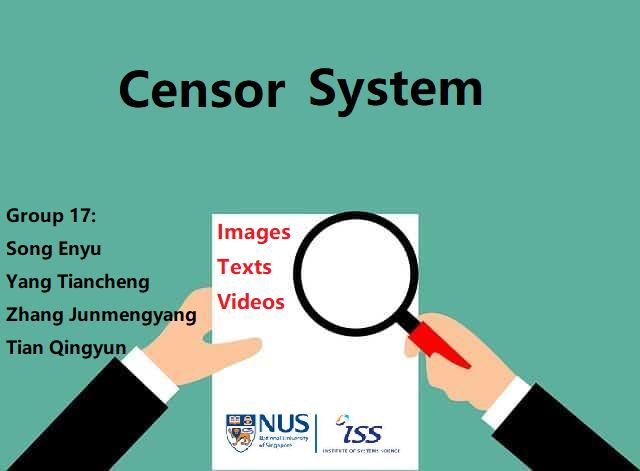 Censor System
Group 17:
Song Enyu
Yang Tiancheng
Zhang Junmengyang
Tian Qingyun
Images
Texts
Videos
NUS
National University
of Singapore
iss
INSTITUTE OF SYSTEMS SCIENCE